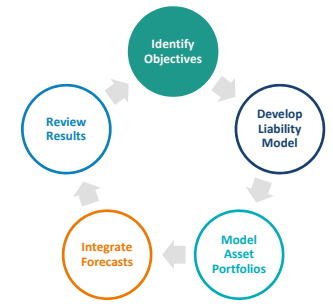 Identify
Objectives
Develop
Liability
Model
Model
Asset
Portfolios
Integrate
Forecasts
Review
Results